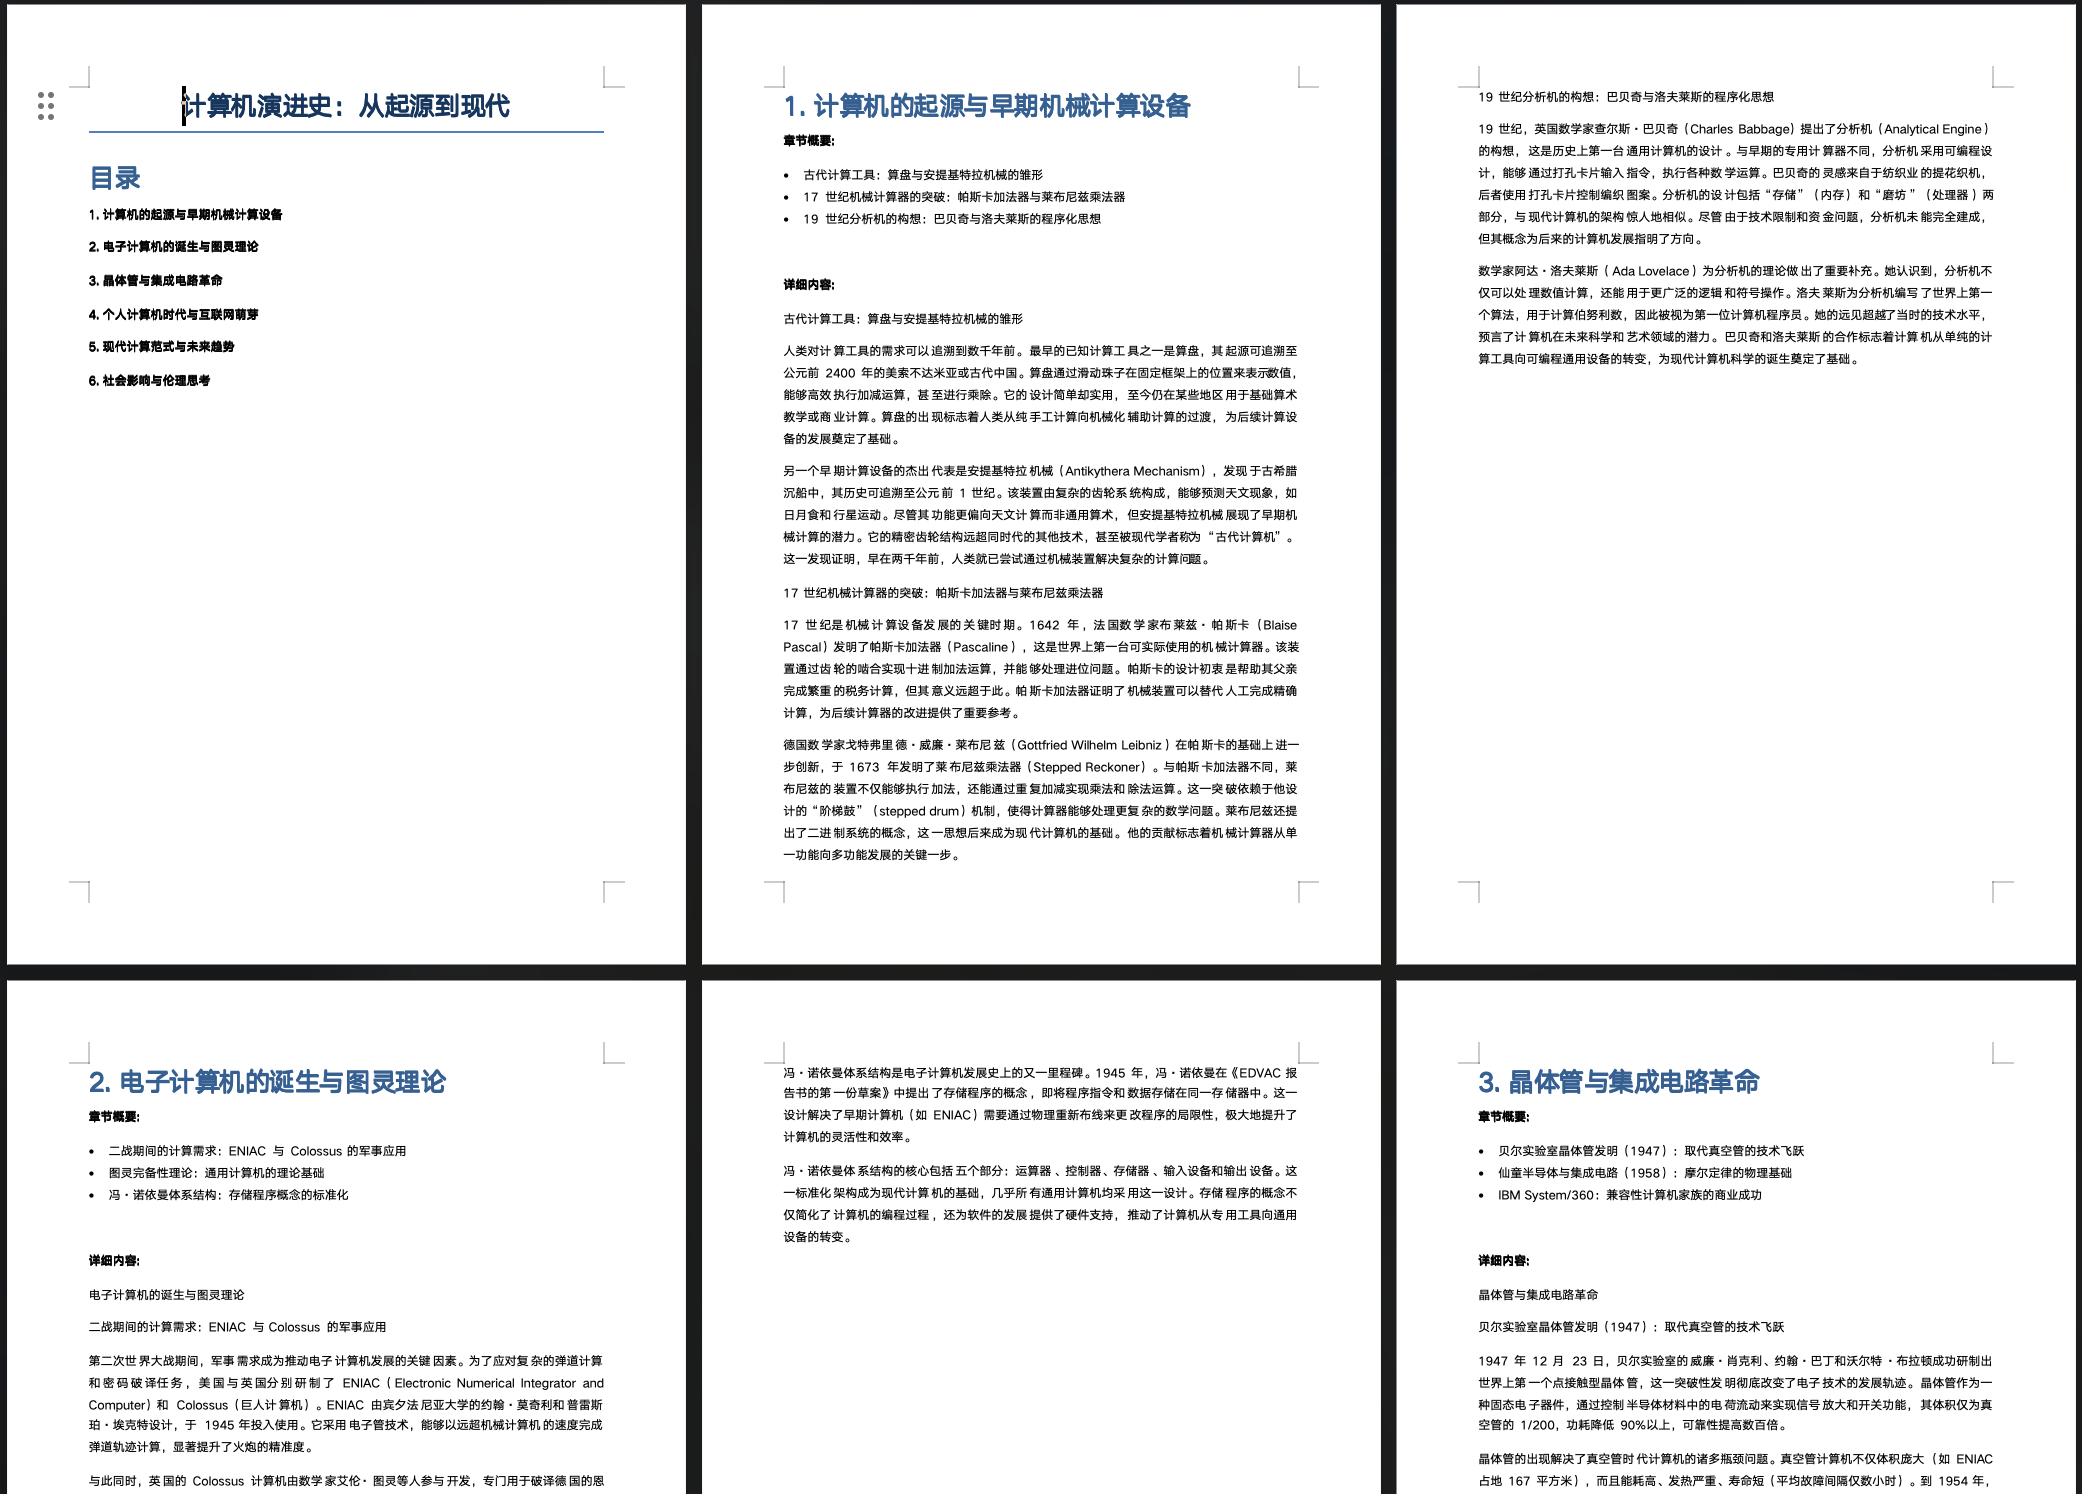 计算机演进史：从起源到现代
目录
1. 计算机的起源与早期机械计算设备
2. 电子计算机的诞生与图灵理论
3. 晶体管与集成电路革命
4. 个人计算机时代与互联网萌芽
5. 现代计算范式与未来趋势
6. 社会影响与伦理思考
1. 计算机的起源与早期机械计算设备
章节概要:
• 古代计算工具：算盘与安提基特拉机械的雏形
• 17 世纪机械计算器的突破：帕斯卡加法器与莱布尼兹乘法器
• 19 世纪分析机的构想：巴贝奇与洛夫莱斯的程序化思想
详细内容:
古代计算工具：算盘与安提基特拉机械的雏形
人类对计算工具的需求可以追溯到数千年前。最早的已知计算工具之一是算盘，其起源可追溯至
公元前 2400 年的美索不达米亚或古代中国。算盘通过滑动珠子在固定框架上的位置来表示数值，
能够高效执行加减运算，甚至进行乘除。它的设计简单却实用，至今仍在某些地区用于基础算术
教学或商业计算。算盘的出现标志着人类从纯手工计算向机械化辅助计算的过渡，为后续计算设
备的发展奠定了基础。
另一个早期计算设备的杰出代表是安提基特拉机械（Antikythera Mechanism），发现于古希腊
沉船中，其历史可追溯至公元前 1 世纪。该装置由复杂的齿轮系统构成，能够预测天文现象，如
日月食和行星运动。尽管其功能更偏向天文计算而非通用算术，但安提基特拉机械展现了早期机
械计算的潜力。它的精密齿轮结构远超同时代的其他技术，甚至被现代学者称为“古代计算机”。
这一发现证明，早在两千年前，人类就已尝试通过机械装置解决复杂的计算问题。
17 世纪机械计算器的突破：帕斯卡加法器与莱布尼兹乘法器
17 世纪是机械计算设备发展的关键时期。1642 年，法国数学家布莱兹·帕斯卡（Blaise
Pascal）发明了帕斯卡加法器（Pascaline），这是世界上第一台可实际使用的机械计算器。该装
置通过齿轮的啮合实现十进制加法运算，并能够处理进位问题。帕斯卡的设计初衷是帮助其父亲
完成繁重的税务计算，但其意义远超于此。帕斯卡加法器证明了机械装置可以替代人工完成精确
计算，为后续计算器的改进提供了重要参考。
德国数学家戈特弗里德·威廉·莱布尼兹（Gottfried Wilhelm Leibniz）在帕斯卡的基础上进一
步创新，于 1673 年发明了莱布尼兹乘法器（Stepped Reckoner）。与帕斯卡加法器不同，莱
布尼兹的装置不仅能够执行加法，还能通过重复加减实现乘法和除法运算。这一突破依赖于他设
计的“阶梯鼓”（stepped drum）机制，使得计算器能够处理更复杂的数学问题。莱布尼兹还提
出了二进制系统的概念，这一思想后来成为现代计算机的基础。他的贡献标志着机械计算器从单
一功能向多功能发展的关键一步。
19 世纪分析机的构想：巴贝奇与洛夫莱斯的程序化思想
19 世纪，英国数学家查尔斯·巴贝奇（Charles Babbage）提出了分析机（Analytical Engine）
的构想，这是历史上第一台通用计算机的设计。与早期的专用计算器不同，分析机采用可编程设
计，能够通过打孔卡片输入指令，执行各种数学运算。巴贝奇的灵感来自于纺织业的提花织机，
后者使用打孔卡片控制编织图案。分析机的设计包括“存储”（内存）和“磨坊”（处理器）两
部分，与现代计算机的架构惊人地相似。尽管由于技术限制和资金问题，分析机未能完全建成，
但其概念为后来的计算机发展指明了方向。
数学家阿达·洛夫莱斯（Ada Lovelace）为分析机的理论做出了重要补充。她认识到，分析机不
仅可以处理数值计算，还能用于更广泛的逻辑和符号操作。洛夫莱斯为分析机编写了世界上第一
个算法，用于计算伯努利数，因此被视为第一位计算机程序员。她的远见超越了当时的技术水平，
预言了计算机在未来科学和艺术领域的潜力。巴贝奇和洛夫莱斯的合作标志着计算机从单纯的计
算工具向可编程通用设备的转变，为现代计算机科学的诞生奠定了基础。
2. 电子计算机的诞生与图灵理论
章节概要:
• 二战期间的计算需求：ENIAC 与 Colossus 的军事应用
• 图灵完备性理论：通用计算机的理论基础
• 冯·诺依曼体系结构：存储程序概念的标准化
详细内容:
电子计算机的诞生与图灵理论
二战期间的计算需求：ENIAC 与 Colossus 的军事应用
第二次世界大战期间，军事需求成为推动电子计算机发展的关键因素。为了应对复杂的弹道计算
和密码破译任务，美国与英国分别研制了 ENIAC（Electronic Numerical Integrator and
Computer）和 Colossus（巨人计算机）。ENIAC 由宾夕法尼亚大学的约翰·莫奇利和普雷斯
珀·埃克特设计，于 1945 年投入使用。它采用电子管技术，能够以远超机械计算机的速度完成
弹道轨迹计算，显著提升了火炮的精准度。
与此同时，英国的 Colossus 计算机由数学家艾伦·图灵等人参与开发，专门用于破译德国的恩
冯·诺依曼体系结构是电子计算机发展史上的又一里程碑。1945 年，冯·诺依曼在《EDVAC 报
告书的第一份草案》中提出了存储程序的概念，即将程序指令和数据存储在同一存储器中。这一
设计解决了早期计算机（如 ENIAC）需要通过物理重新布线来更改程序的局限性，极大地提升了
计算机的灵活性和效率。
冯·诺依曼体系结构的核心包括五个部分：运算器、控制器、存储器、输入设备和输出设备。这
一标准化架构成为现代计算机的基础，几乎所有通用计算机均采用这一设计。存储程序的概念不
仅简化了计算机的编程过程，还为软件的发展提供了硬件支持，推动了计算机从专用工具向通用
设备的转变。
3. 晶体管与集成电路革命
章节概要:
• 贝尔实验室晶体管发明（1947）：取代真空管的技术飞跃
• 仙童半导体与集成电路（1958）：摩尔定律的物理基础
• IBM System/360：兼容性计算机家族的商业成功
详细内容:
晶体管与集成电路革命
贝尔实验室晶体管发明（1947）：取代真空管的技术飞跃
1947 年 12 月 23 日，贝尔实验室的威廉·肖克利、约翰·巴丁和沃尔特·布拉顿成功研制出
世界上第一个点接触型晶体管，这一突破性发明彻底改变了电子技术的发展轨迹。晶体管作为一
种固态电子器件，通过控制半导体材料中的电荷流动来实现信号放大和开关功能，其体积仅为真
空管的 1/200，功耗降低 90%以上，可靠性提高数百倍。
晶体管的出现解决了真空管时代计算机的诸多瓶颈问题。真空管计算机不仅体积庞大（如 ENIAC
占地 167 平方米），而且能耗高、发热严重、寿命短（平均故障间隔仅数小时）。到 1954 年，